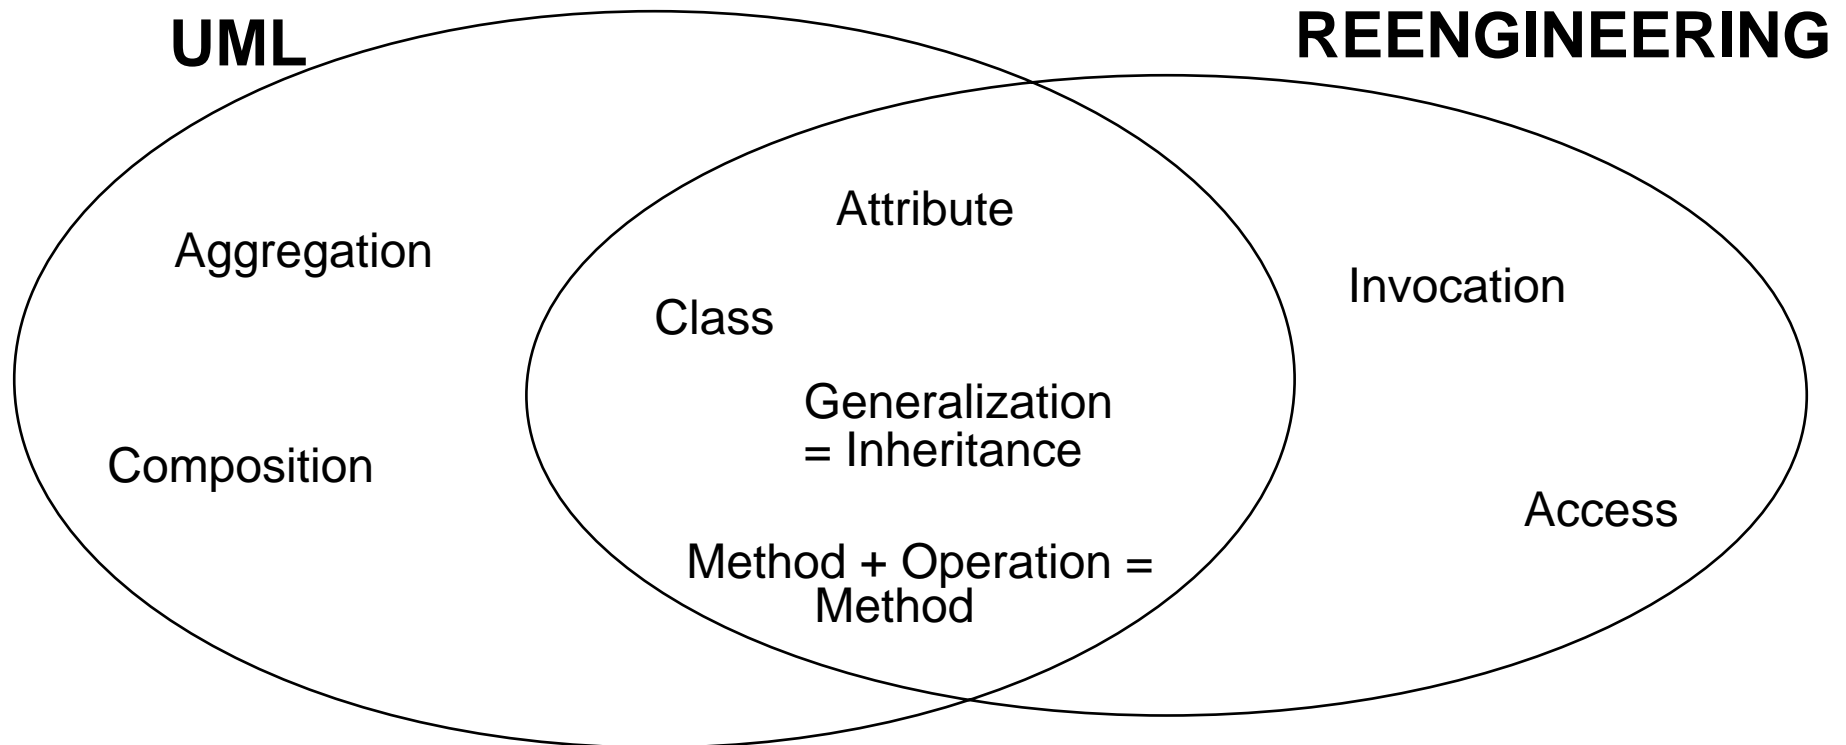 UML
REENGINEERING
Attribute
Aggregation
Invocation
Class
Generalization
= Inheritance
Composition
Access
Method + Operation =
Method